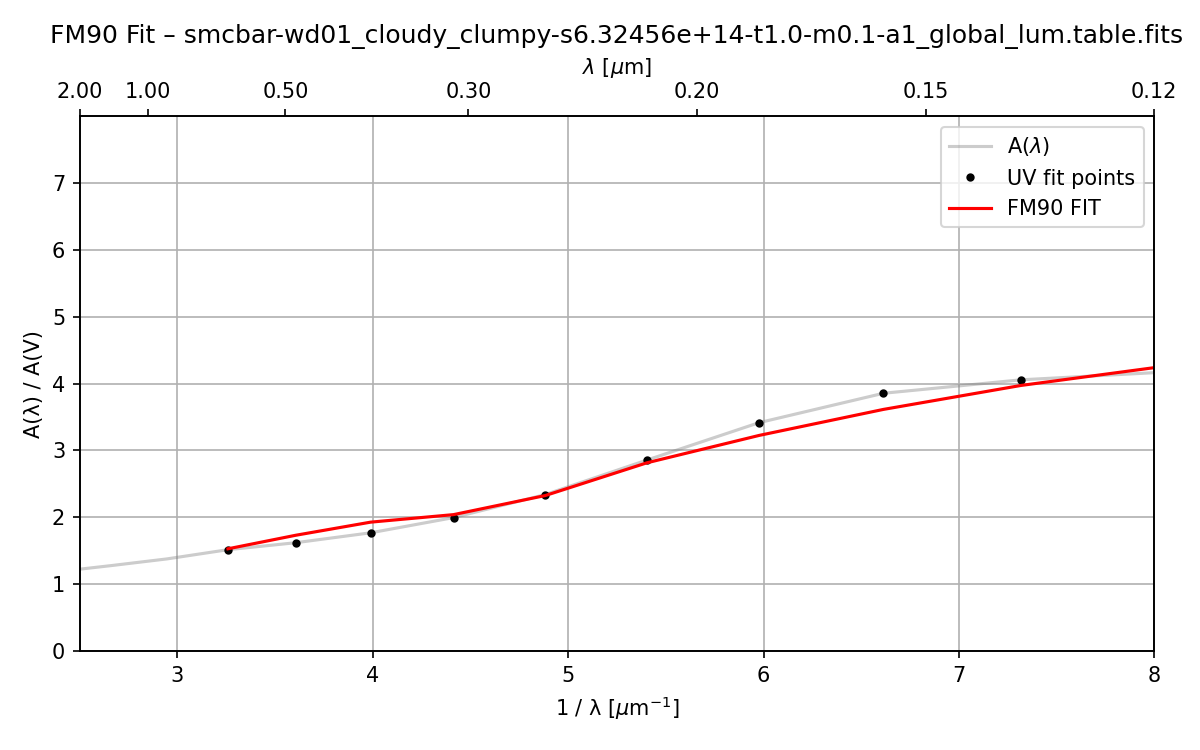 FM90 Fit – smcbar-wd01_cloudy_clumpy-s6.32456e+14-t1.0-m0.1-a1_global_lum.table.fits
λ [μm]
2.00 1.00 0.50 0.30 0.20 0.15 0.12
A(λ)
UV fit points
FM90 FIT
A(λ) / A(V)
7
6
5
4
3
2
1
0
3 4 5 6 7 8
1 / λ [μm⁻¹]